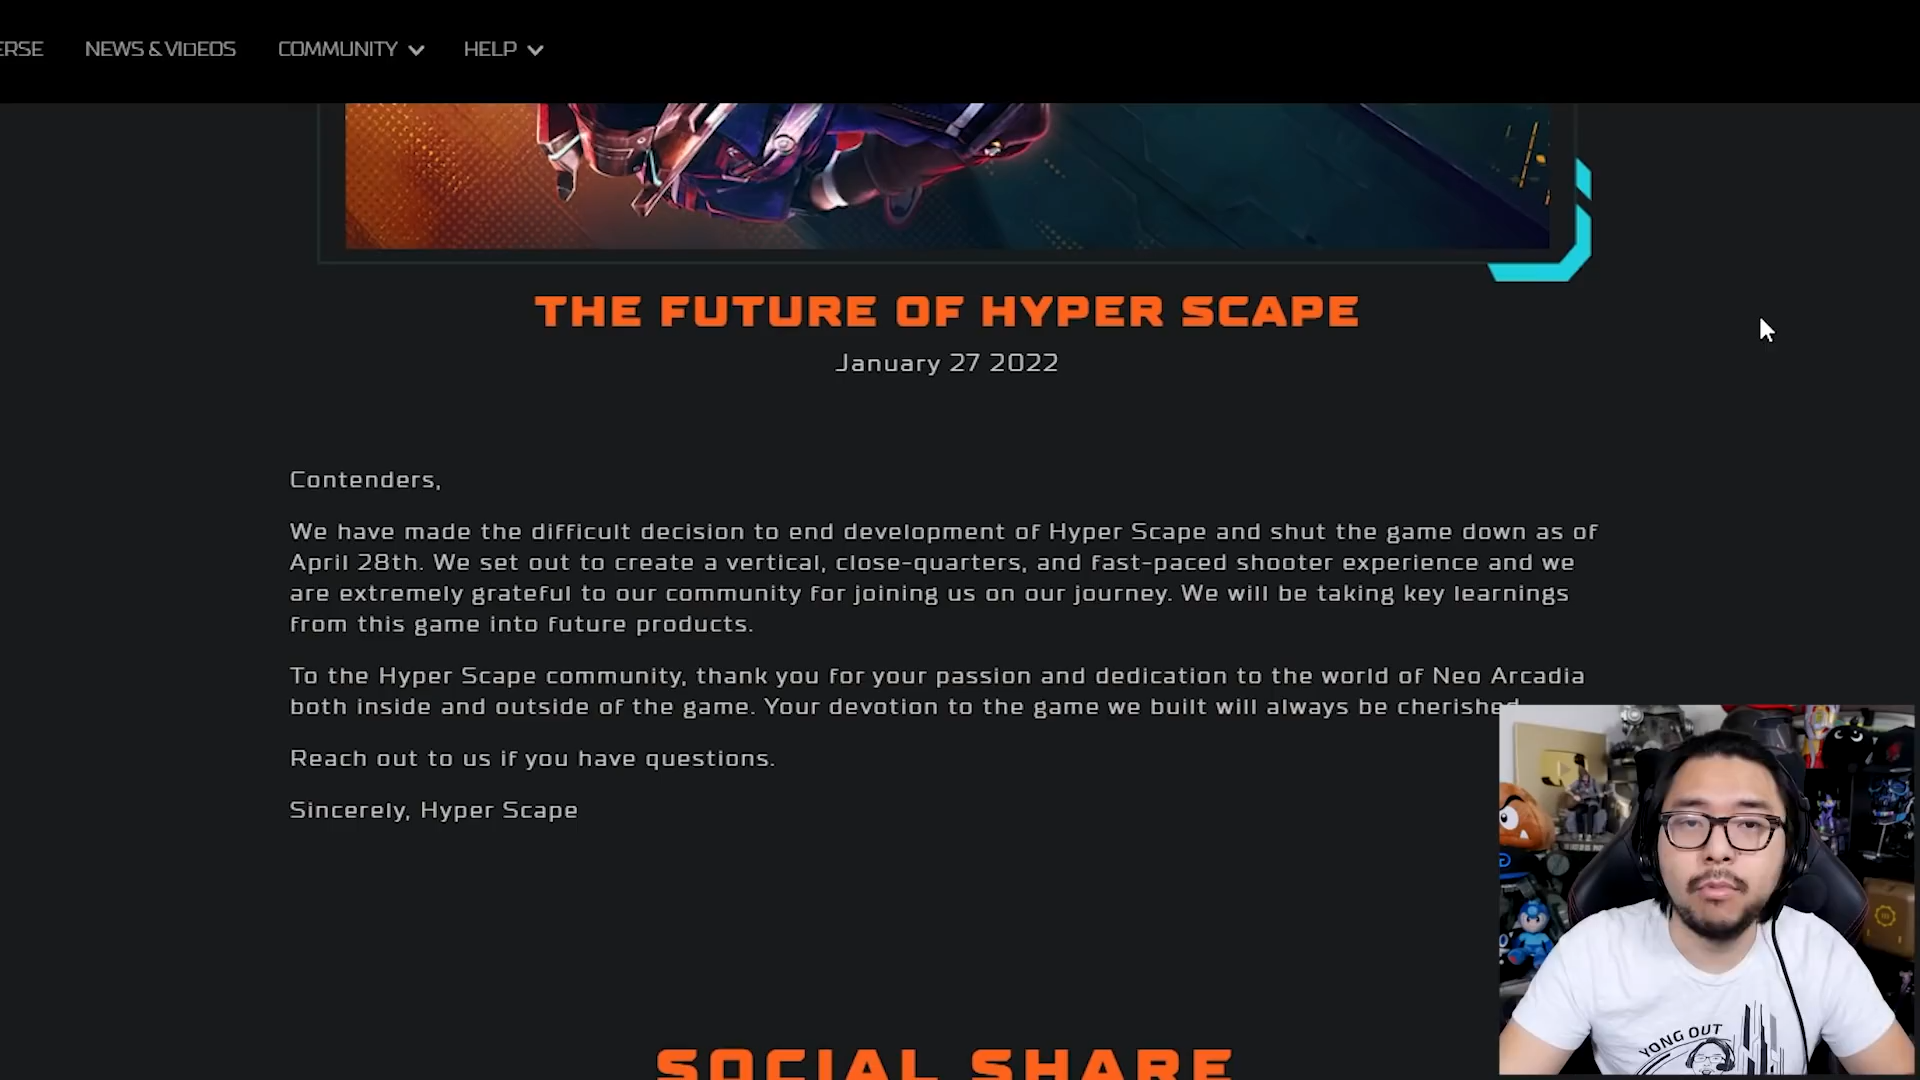 ERSE NEWS & VIDEOS COMMUNITY HELP
THE FUTURE OF HYPER SCAPE
January 27 2022
Contenders,
We have made the difficult decision to end development of Hyper Scape and shut the game down as of
April 28th. We set out to create a vertical, close-quarters, and fast-paced shooter experience and we
are extremely grateful to our community for joining us on our journey. We will be taking key learnings
from this game into future products.
To the Hyper Scape community, thank you for your passion and dedication to the world of Neo Arcadia
both inside and outside of the game. Your devotion to the game we built will always be cherished
Reach out to us if you have questions.
Sincerely, Hyper Scape
YONG OUT
SOCIAL SHARE